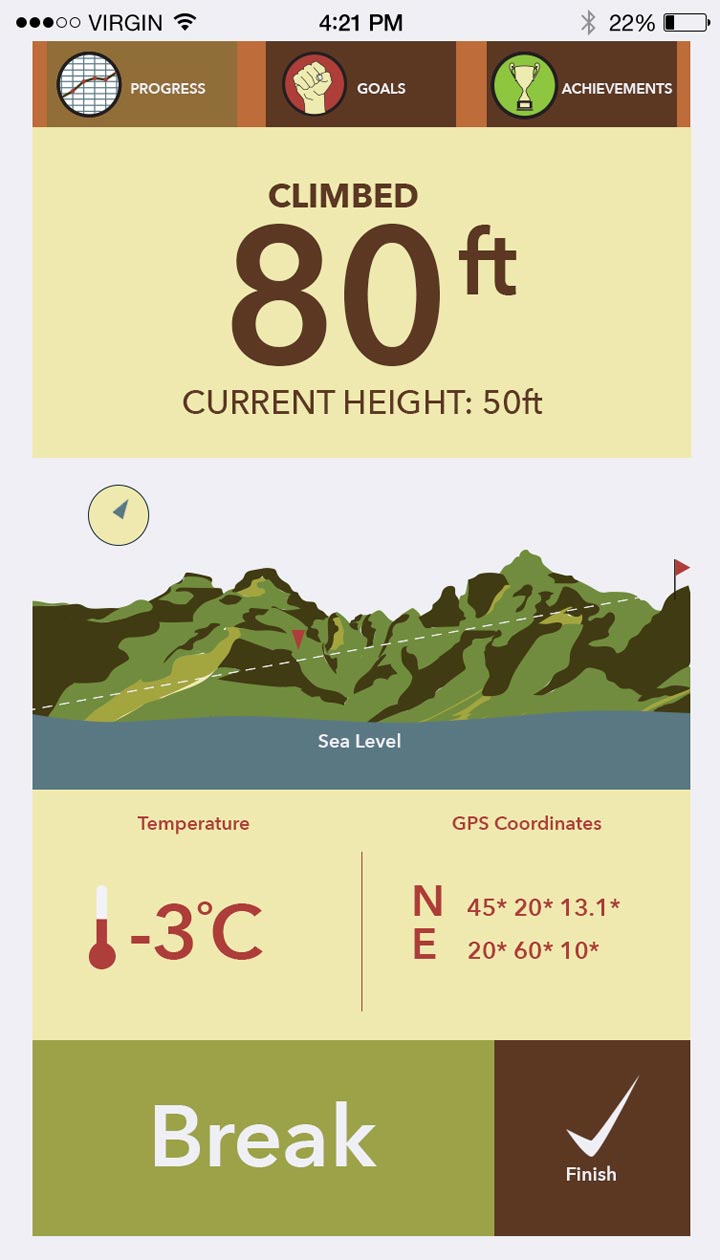 VIRGIN 4:21 PM 22%
PROGRESS GOALS ACHIEVEMENTS
CLIMBED
80 ft
CURRENT HEIGHT: 50ft
Sea Level
Temperature GPS Coordinates
-3°C
N 45* 20* 13.1*
E 20* 60* 10*
Break
Finish